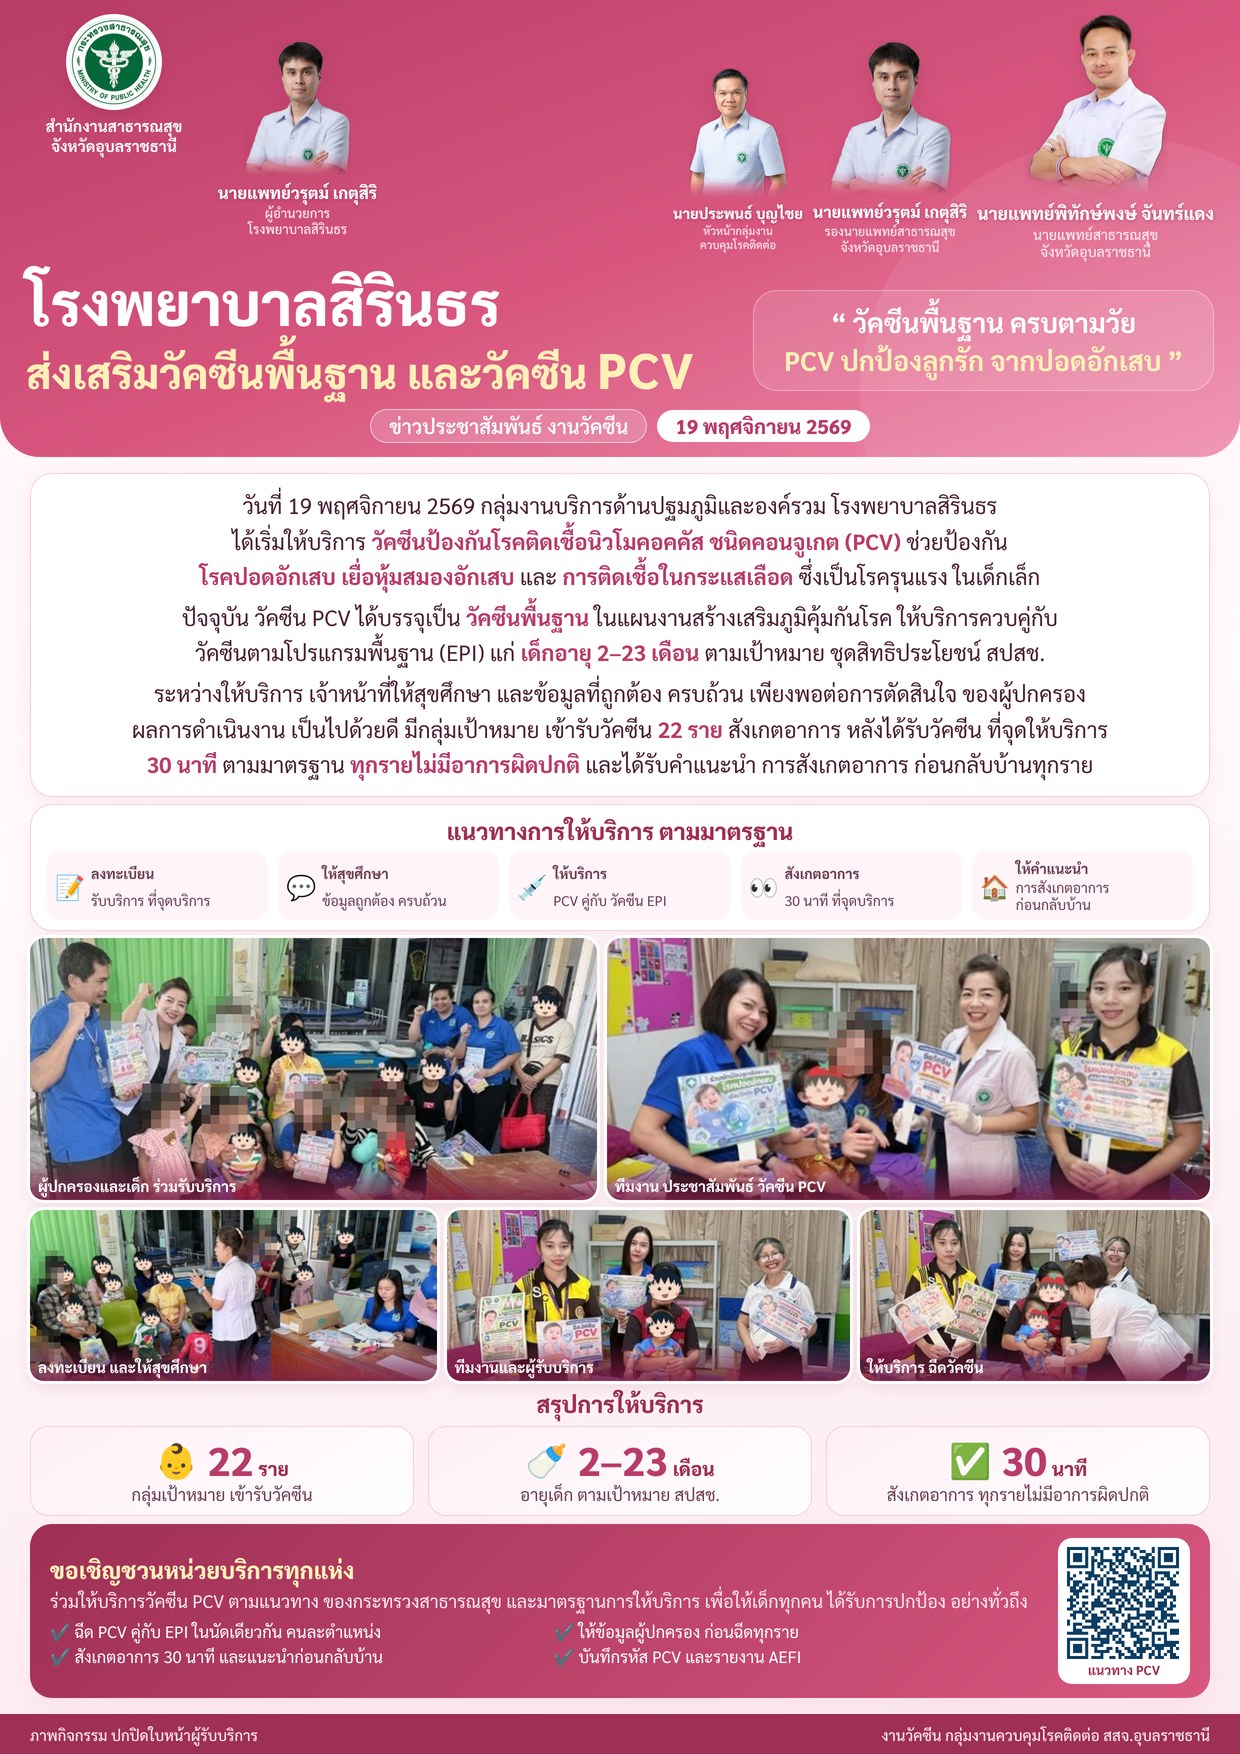 กระทรวงสาธารณสุข
MINISTRY OF PUBLIC HEALTH
สำนักงานสาธารณสุข
จังหวัดอุบลราชธานี
นายแพทย์วรุตม์ เกตุสิริ
ผู้อำนวยการ
โรงพยาบาลสิรินธร
นายประพนธ์ บุญไชย
หัวหน้ากลุ่มงาน
ควบคุมโรคติดต่อ
นายแพทย์วรุตม์ เกตุสิริ
รองนายแพทย์สาธารณสุข
จังหวัดอุบลราชธานี
นายแพทย์พิทักษ์พงษ์ จันทร์แดง
นายแพทย์สาธารณสุข
จังหวัดอุบลราชธานี
โรงพยาบาลสิรินธร
ส่งเสริมวัคซีนพื้นฐาน และวัคซีน PCV
“ วัคซีนพื้นฐาน ครบตามวัย
PCV ปกป้องลูกรัก จากปอดอักเสบ ”
ข่าวประชาสัมพันธ์ งานวัคซีน
19 พฤศจิกายน 2569
วันที่ 19 พฤศจิกายน 2569 กลุ่มงานบริการด้านปฐมภูมิและองค์รวม โรงพยาบาลสิรินธร
ได้เริ่มให้บริการ วัคซีนป้องกันโรคติดเชื้อนิวโมคอคคัส ชนิดคอนจูเกต (PCV) ช่วยป้องกัน
โรคปอดอักเสบ เยื่อหุ้มสมองอักเสบ และ การติดเชื้อในกระแสเลือด ซึ่งเป็นโรครุนแรง ในเด็กเล็ก
ปัจจุบัน วัคซีน PCV ได้บรรจุเป็น วัคซีนพื้นฐาน ในแผนงานสร้างเสริมภูมิคุ้มกันโรค ให้บริการควบคู่กับ
วัคซีนตามโปรแกรมพื้นฐาน (EPI) แก่ เด็กอายุ 2–23 เดือน ตามเป้าหมาย ชุดสิทธิประโยชน์ สปสช.
ระหว่างให้บริการ เจ้าหน้าที่ให้สุขศึกษา และข้อมูลที่ถูกต้อง ครบถ้วน เพียงพอต่อการตัดสินใจ ของผู้ปกครอง
ผลการดำเนินงาน เป็นไปด้วยดี มีกลุ่มเป้าหมาย เข้ารับวัคซีน 22 ราย สังเกตอาการ หลังได้รับวัคซีน ที่จุดให้บริการ
30 นาที ตามมาตรฐาน ทุกรายไม่มีอาการผิดปกติ และได้รับคำแนะนำ การสังเกตอาการ ก่อนกลับบ้านทุกราย
แนวทางการให้บริการ ตามมาตรฐาน
ลงทะเบียน
รับบริการ ที่จุดบริการ
ให้สุขศึกษา
ข้อมูลถูกต้อง ครบถ้วน
ให้บริการ
PCV คู่กับ วัคซีน EPI
สังเกตอาการ
30 นาที ที่จุดบริการ
ให้คำแนะนำ
การสังเกตอาการ
ก่อนกลับบ้าน
BASICS
โรคปอดอักเสบ
PCV
PCV
โรคปอดอักเสบ
ผู้ปกครองและเด็ก ร่วมรับบริการ
ทีมงาน ประชาสัมพันธ์ วัคซีน PCV
9
PCV
ลงทะเบียน และให้สุขศึกษา
ทีมงานและผู้รับบริการ
ให้บริการ ฉีดวัคซีน
สรุปการให้บริการ
22 ราย
กลุ่มเป้าหมาย เข้ารับวัคซีน
2–23 เดือน
อายุเด็ก ตามเป้าหมาย สปสช.
30 นาที
สังเกตอาการ ทุกรายไม่มีอาการผิดปกติ
ขอเชิญชวนหน่วยบริการทุกแห่ง
ร่วมให้บริการวัคซีน PCV ตามแนวทาง ของกระทรวงสาธารณสุข และมาตรฐานการให้บริการ เพื่อให้เด็กทุกคน ได้รับการปกป้อง อย่างทั่วถึง
✔ ฉีด PCV คู่กับ EPI ในนัดเดียวกัน คนละตำแหน่ง
✔ ให้ข้อมูลผู้ปกครอง ก่อนฉีดทุกราย
✔ สังเกตอาการ 30 นาที และแนะนำก่อนกลับบ้าน
✔ บันทึกรหัส PCV และรายงาน AEFI
แนวทาง PCV
ภาพกิจกรรม ปกปิดใบหน้าผู้รับบริการ
งานวัคซีน กลุ่มงานควบคุมโรคติดต่อ สสจ.อุบลราชธานี